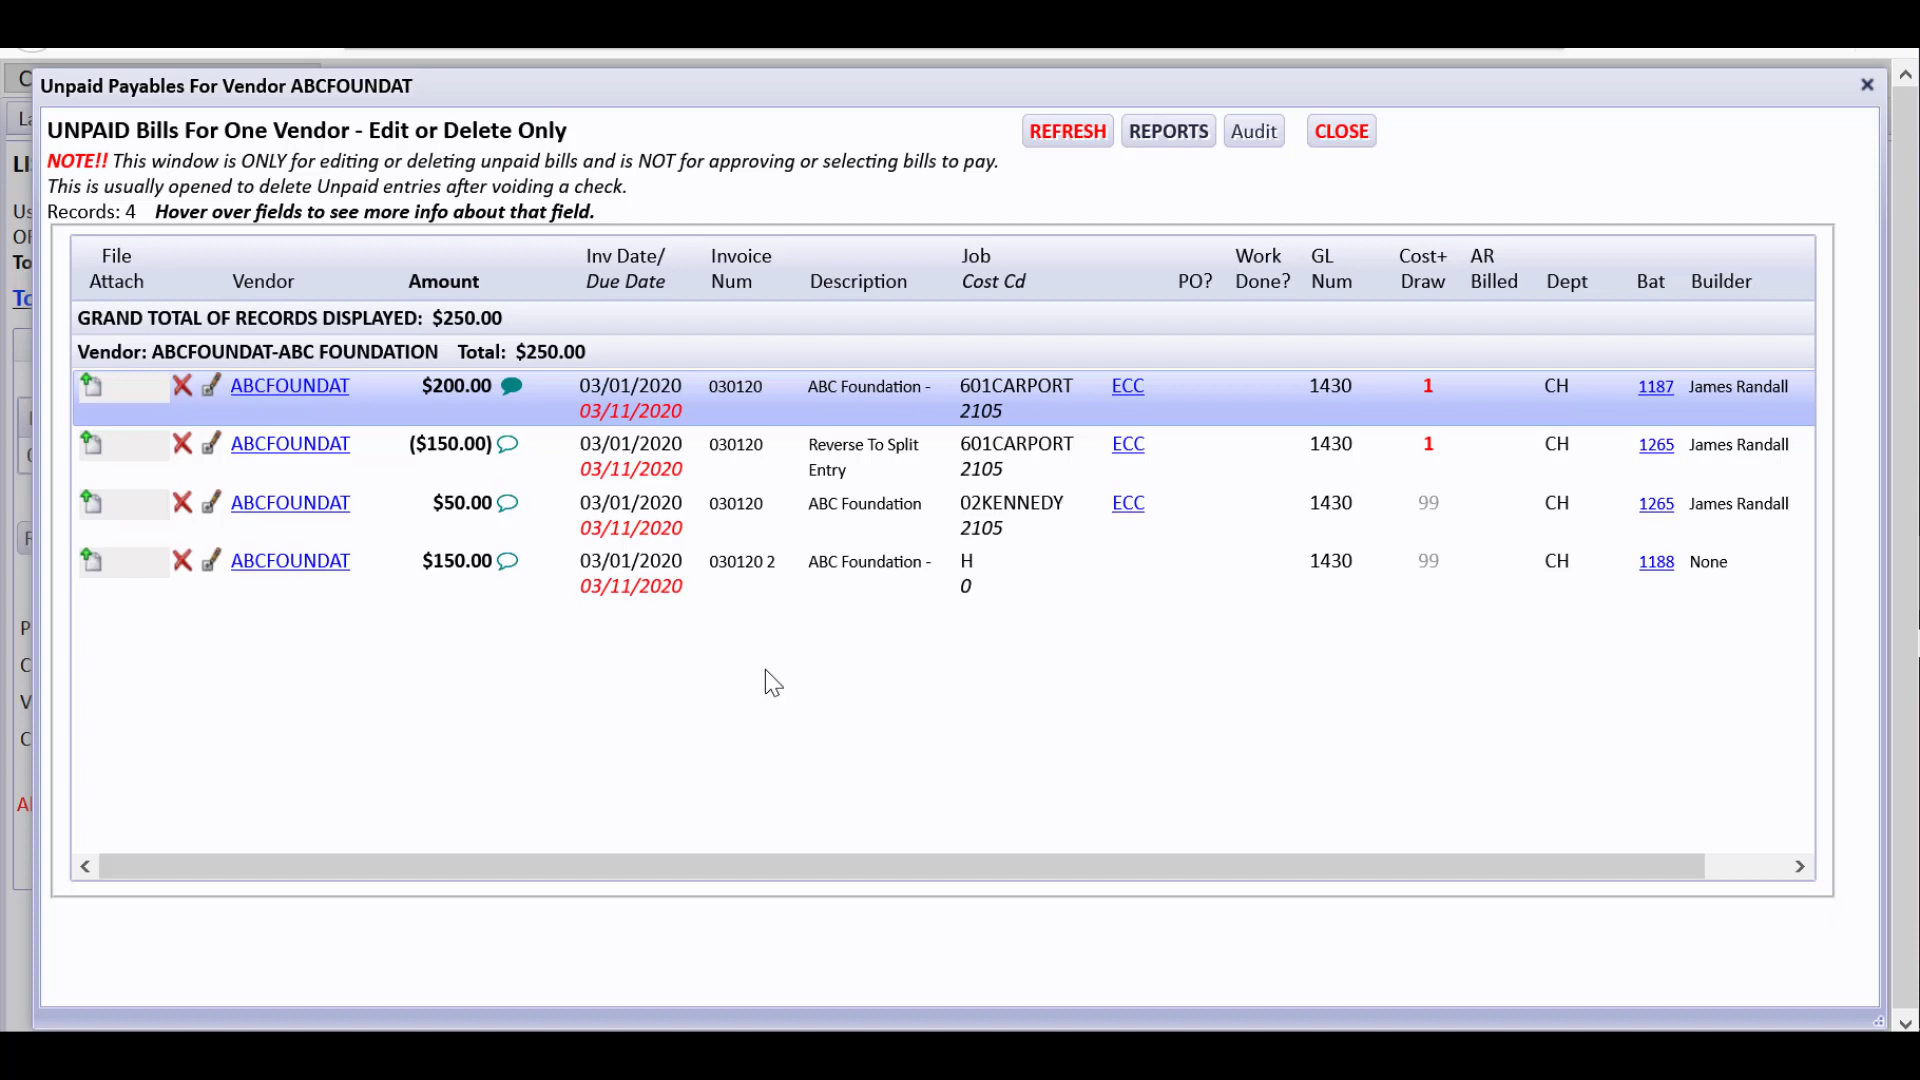 Unpaid Payables For Vendor ABCFOUNDAT
UNPAID Bills For One Vendor - Edit or Delete Only
REFRESH REPORTS Audit CLOSE
NOTE!! This window is ONLY for editing or deleting unpaid bills and is NOT for approving or selecting bills to pay.
This is usually opened to delete Unpaid entries after voiding a check.
Records: 4 Hover over fields to see more info about that field.
File Inv Date/ Invoice Job Work GL Cost+ AR
Attach Vendor Amount Due Date Num Description Cost Cd PO? Done? Num Draw Billed Dept Bat Builder
GRAND TOTAL OF RECORDS DISPLAYED: $250.00
Vendor: ABCFOUNDAT-ABC FOUNDATION Total: $250.00
ABCFOUNDAT $200.00 03/01/2020 030120 ABC Foundation - 601CARPORT ECC 1430 1 CH 1187 James Randall
03/11/2020 2105
ABCFOUNDAT ($150.00) 03/01/2020 030120 Reverse To Split 601CARPORT ECC 1430 1 CH 1265 James Randall
03/11/2020 Entry 2105
ABCFOUNDAT $50.00 03/01/2020 030120 ABC Foundation 02KENNEDY ECC 1430 99 CH 1265 James Randall
03/11/2020 2105
ABCFOUNDAT $150.00 03/01/2020 030120 2 ABC Foundation - H 1430 99 CH 1188 None
03/11/2020 0